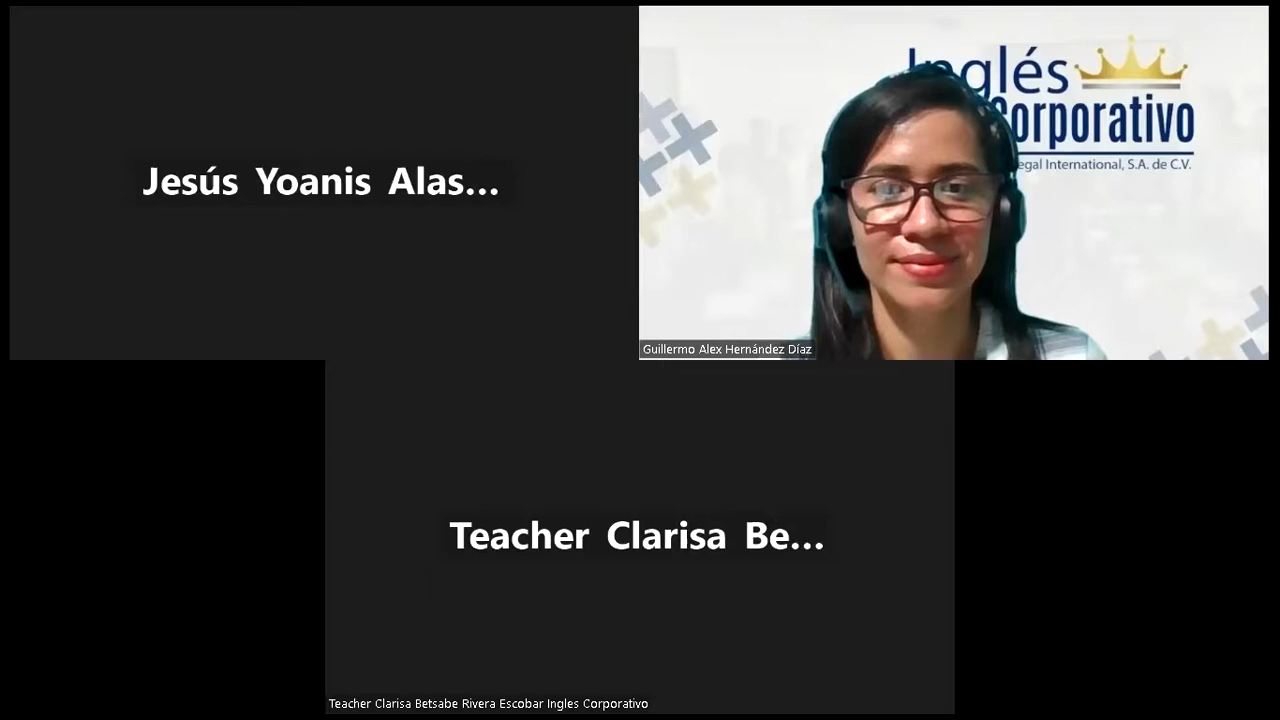 Jesús Yoanis Alas...
Inglés
Corporativo
egal International, S.A. de C.V.
Guillermo Alex Hernández Díaz
Teacher Clarisa Be...
Teacher Clarisa Betsabe Rivera Escobar Ingles Corporativo